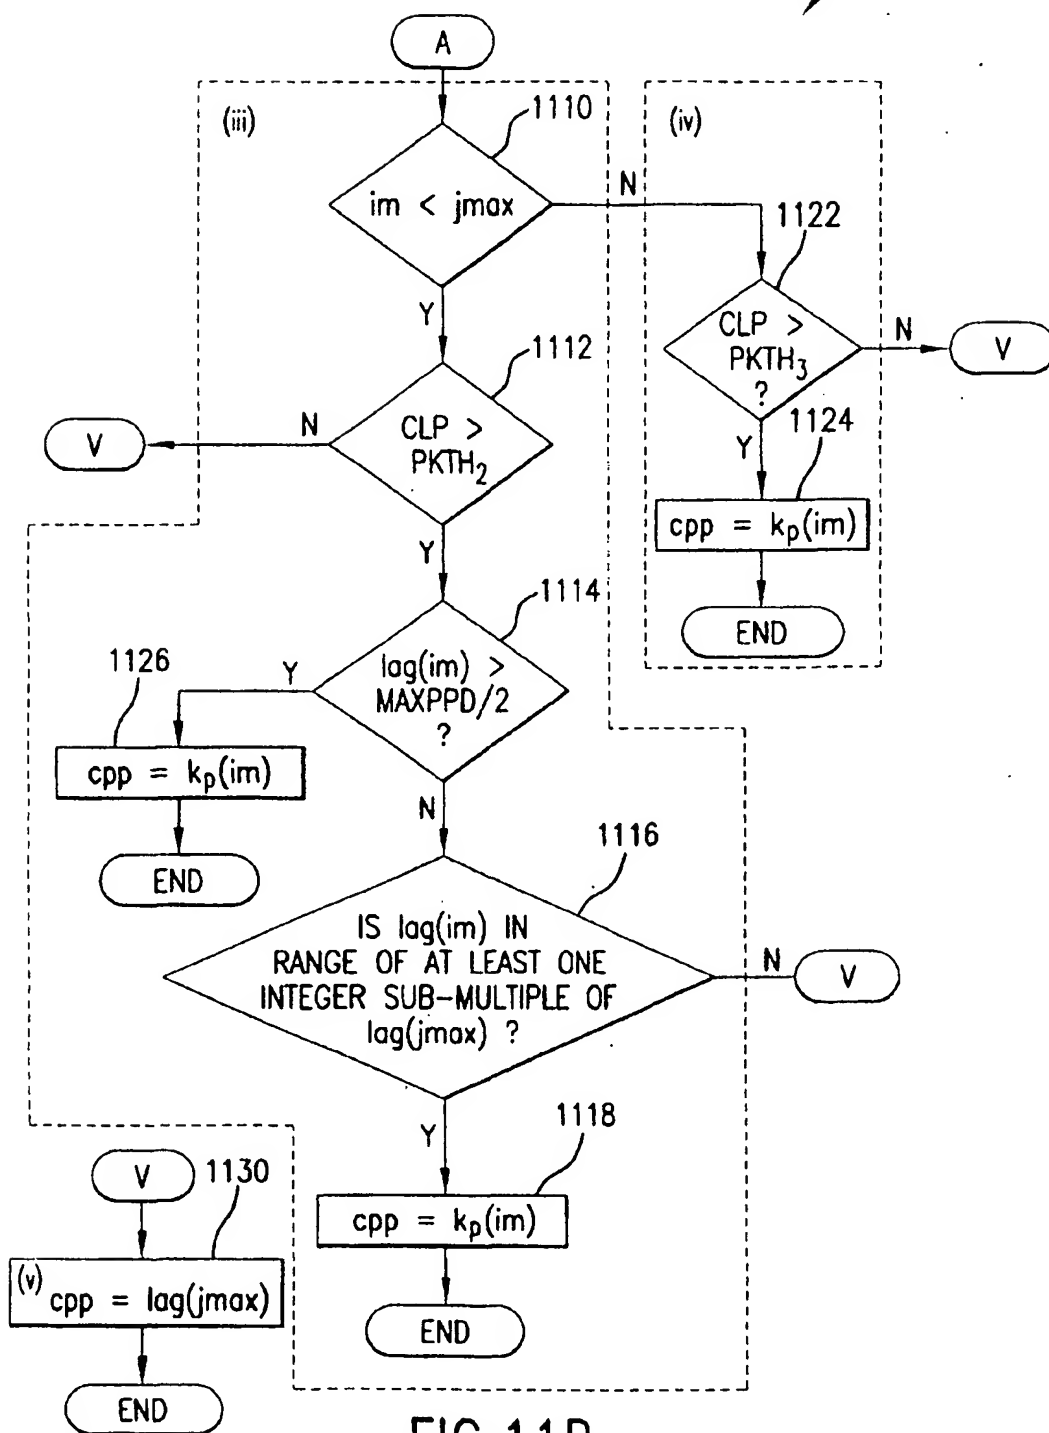 A
(iii)
1110
(iv)
im < jmax
N
1122
Y
CLP >
PKTH3
?
N
V
1112
CLP >
PKTH2
N
V
1124
Y
cpp = kp(im)
END
Y
1114
lag(im) >
MAXPPD/2
?
Y
1126
cpp = kp(im)
END
N
1116
IS lag(im) IN
RANGE OF AT LEAST ONE
INTEGER SUB-MULTIPLE OF
lag(jmax) ?
N
V
Y
1118
cpp = kp(im)
END
V
1130
(v)
cpp = lag(jmax)
END